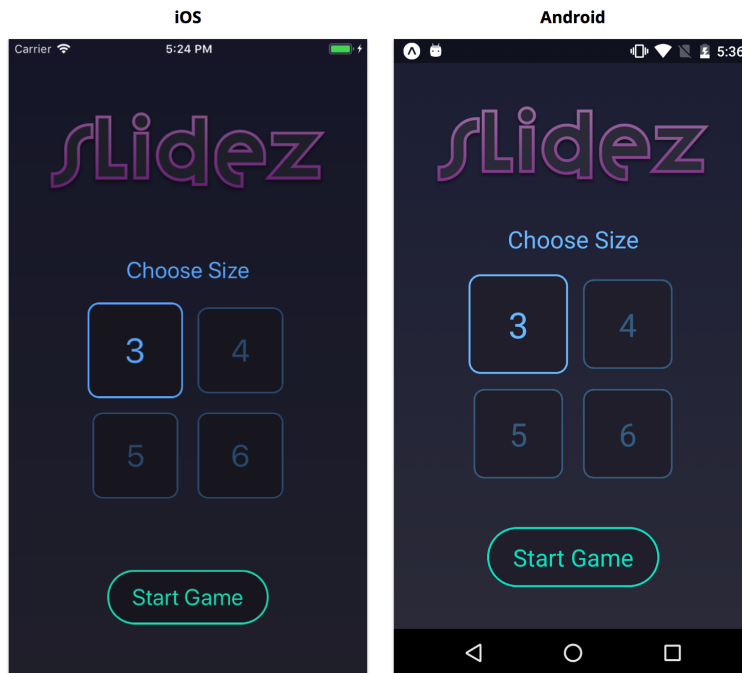 iOS
Carrier 5:24 PM
sLidez
Choose Size
3 4
5 6
Start Game
Android
5:36
sLidez
Choose Size
3 4
5 6
Start Game